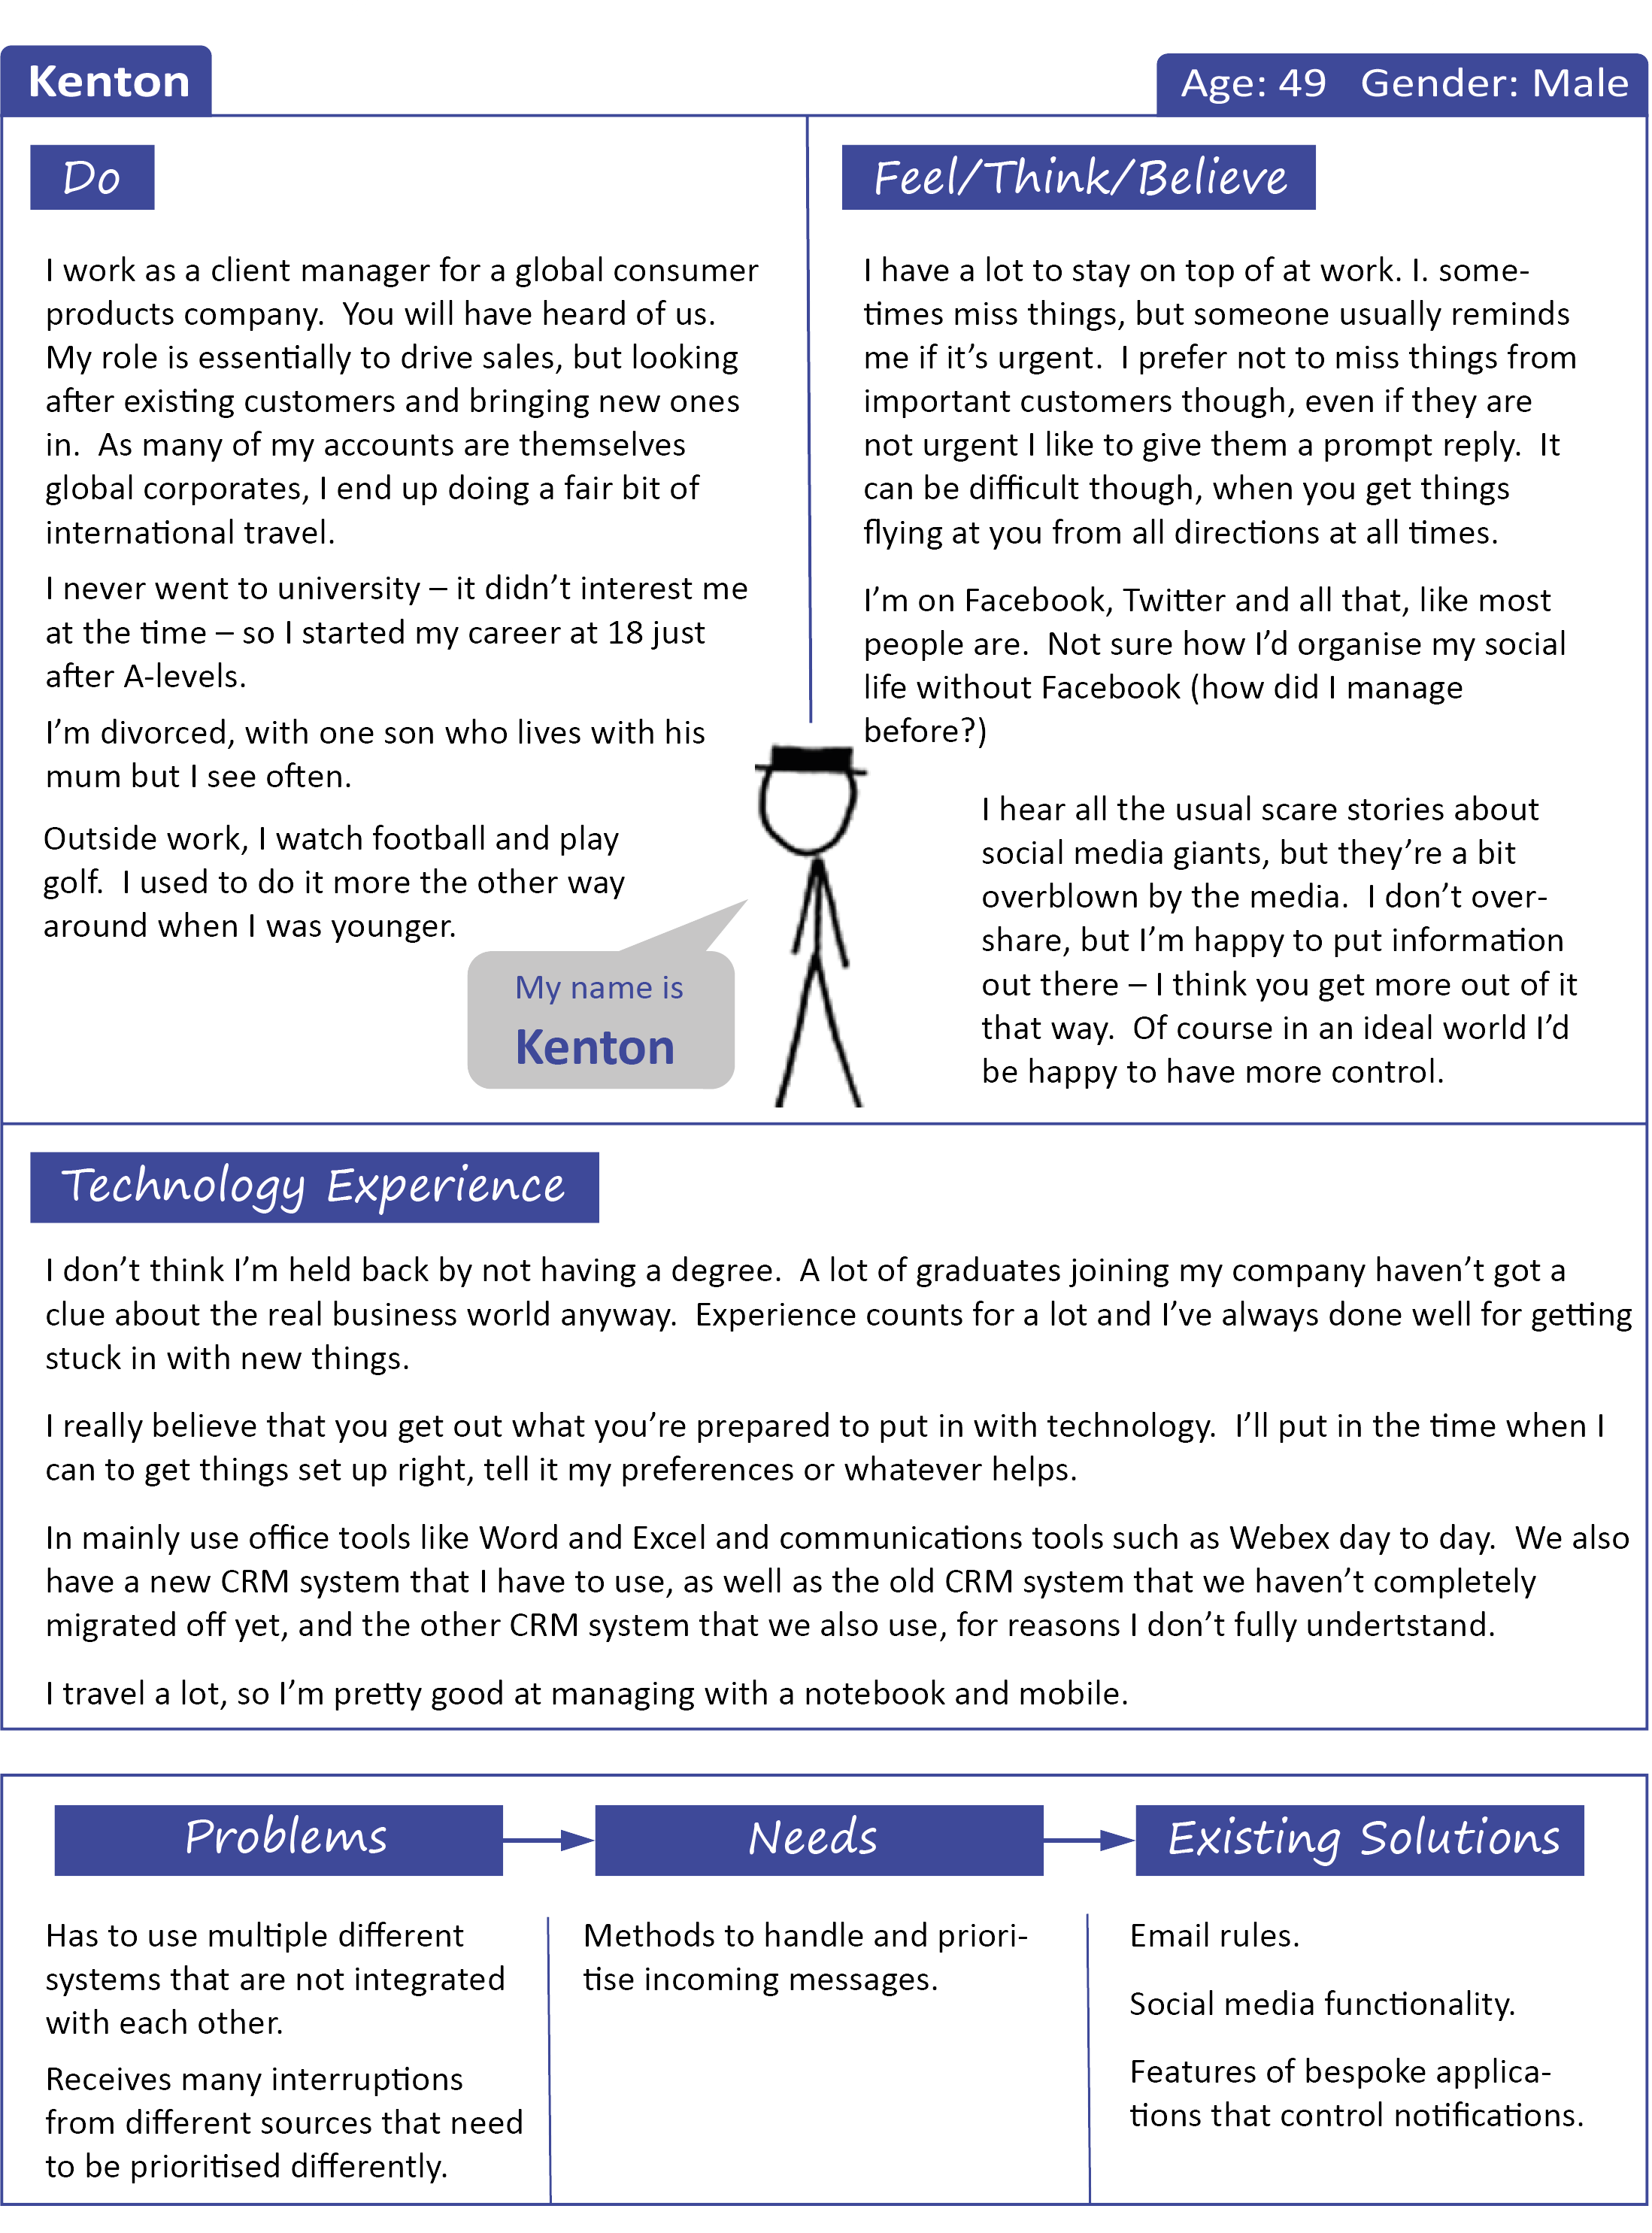 Kenton
Age: 49   Gender: Male
Do
I work as a client manager for a global consumer
products company.  You will have heard of us.
My role is essentially to drive sales, but looking
after existing customers and bringing new ones
in.  As many of my accounts are themselves
global corporates, I end up doing a fair bit of
international travel.
I never went to university – it didn’t interest me
at the time – so I started my career at 18 just
after A-levels.
I’m divorced, with one son who lives with his
mum but I see often.
Outside work, I watch football and play
golf.  I used to do it more the other way
around when I was younger.
My name is
Kenton
Feel/Think/Believe
I have a lot to stay on top of at work. I. some-
times miss things, but someone usually reminds
me if it’s urgent.  I prefer not to miss things from
important customers though, even if they are
not urgent I like to give them a prompt reply.  It
can be difficult though, when you get things
flying at you from all directions at all times.
I’m on Facebook, Twitter and all that, like most
people are.  Not sure how I’d organise my social
life without Facebook (how did I manage
before?)
I hear all the usual scare stories about
social media giants, but they’re a bit
overblown by the media.  I don’t over-
share, but I’m happy to put information
out there – I think you get more out of it
that way.  Of course in an ideal world I’d
be happy to have more control.
Technology Experience
I don’t think I’m held back by not having a degree.  A lot of graduates joining my company haven’t got a
clue about the real business world anyway.  Experience counts for a lot and I’ve always done well for getting
stuck in with new things.
I really believe that you get out what you’re prepared to put in with technology.  I’ll put in the time when I
can to get things set up right, tell it my preferences or whatever helps.
In mainly use office tools like Word and Excel and communications tools such as Webex day to day.  We also
have a new CRM system that I have to use, as well as the old CRM system that we haven’t completely
migrated off yet, and the other CRM system that we also use, for reasons I don’t fully undertstand.
I travel a lot, so I’m pretty good at managing with a notebook and mobile.
Problems
Has to use multiple different
systems that are not integrated
with each other.
Receives many interruptions
from different sources that need
to be prioritised differently.
Needs
Methods to handle and priori-
tise incoming messages.
Existing Solutions
Email rules.
Social media functionality.
Features of bespoke applica-
tions that control notifications.